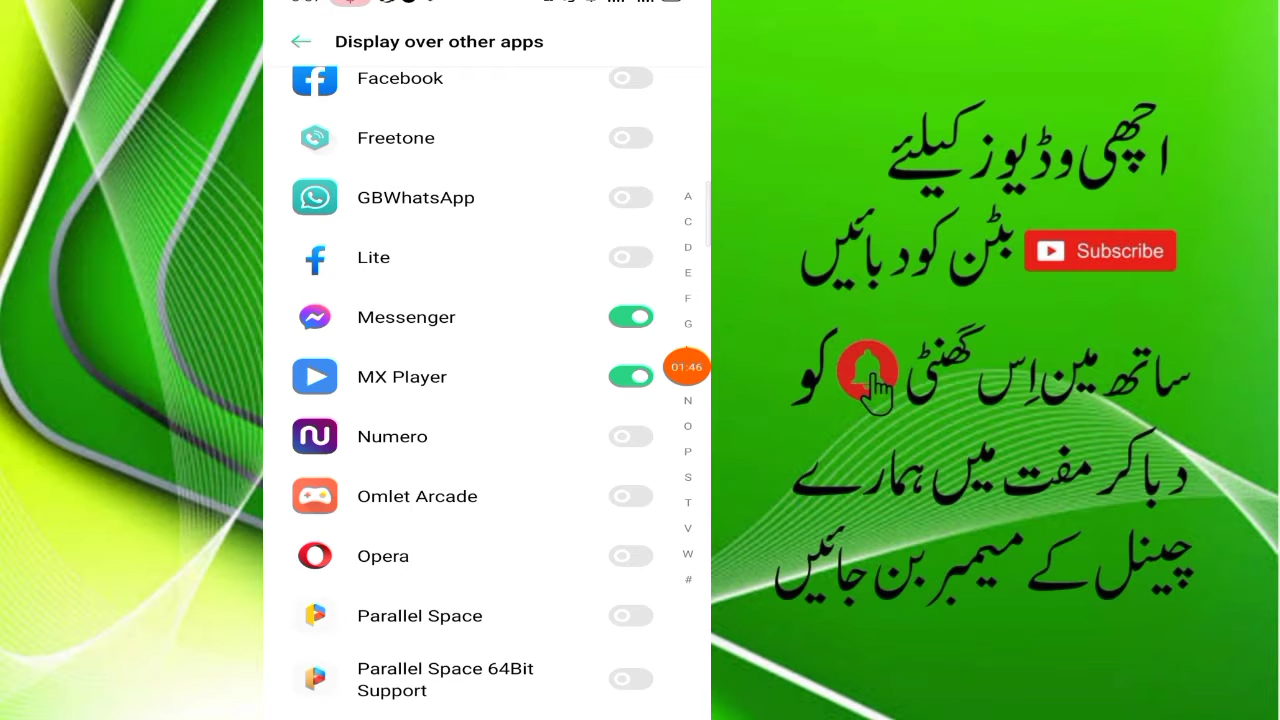 Display over other apps
Facebook
Freetone
GBWhatsApp
Lite
Messenger
MX Player
Numero
Omlet Arcade
Opera
Parallel Space
Parallel Space 64Bit
Support
A
C
D
E
F
G
01:46
N
O
P
S
T
V
W
#
اچھی وڈیوز کیلئے
Subscribe بٹن کو دبائیں
ساتھ مین اِس گھنٹی کو
دبا کر مفت میں ہمارے
چینل کے میمبر بن جائیں